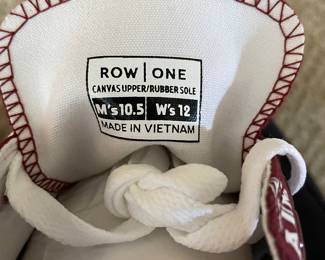 ROW | ONE
CANVAS UPPER/RUBBER SOLE
M's 10.5 W's 12
MADE IN VIETNAM